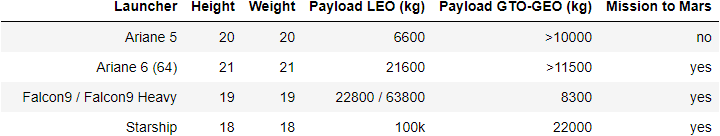 Launcher Height Weight Payload LEO (kg) Payload GTO-GEO (kg) Mission to Mars
Ariane 5 20 20 6600 >10000 no
Ariane 6 (64) 21 21 21600 >11500 yes
Falcon9 / Falcon9 Heavy 19 19 22800 / 63800 8300 yes
Starship 18 18 100k 22000 yes